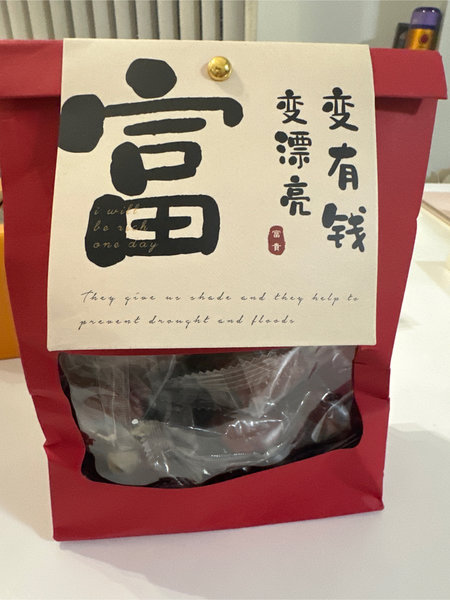 富
变有钱
变漂亮
富贵
i will
be rich
one day
They give us shade and they help to
prevent drought and floods